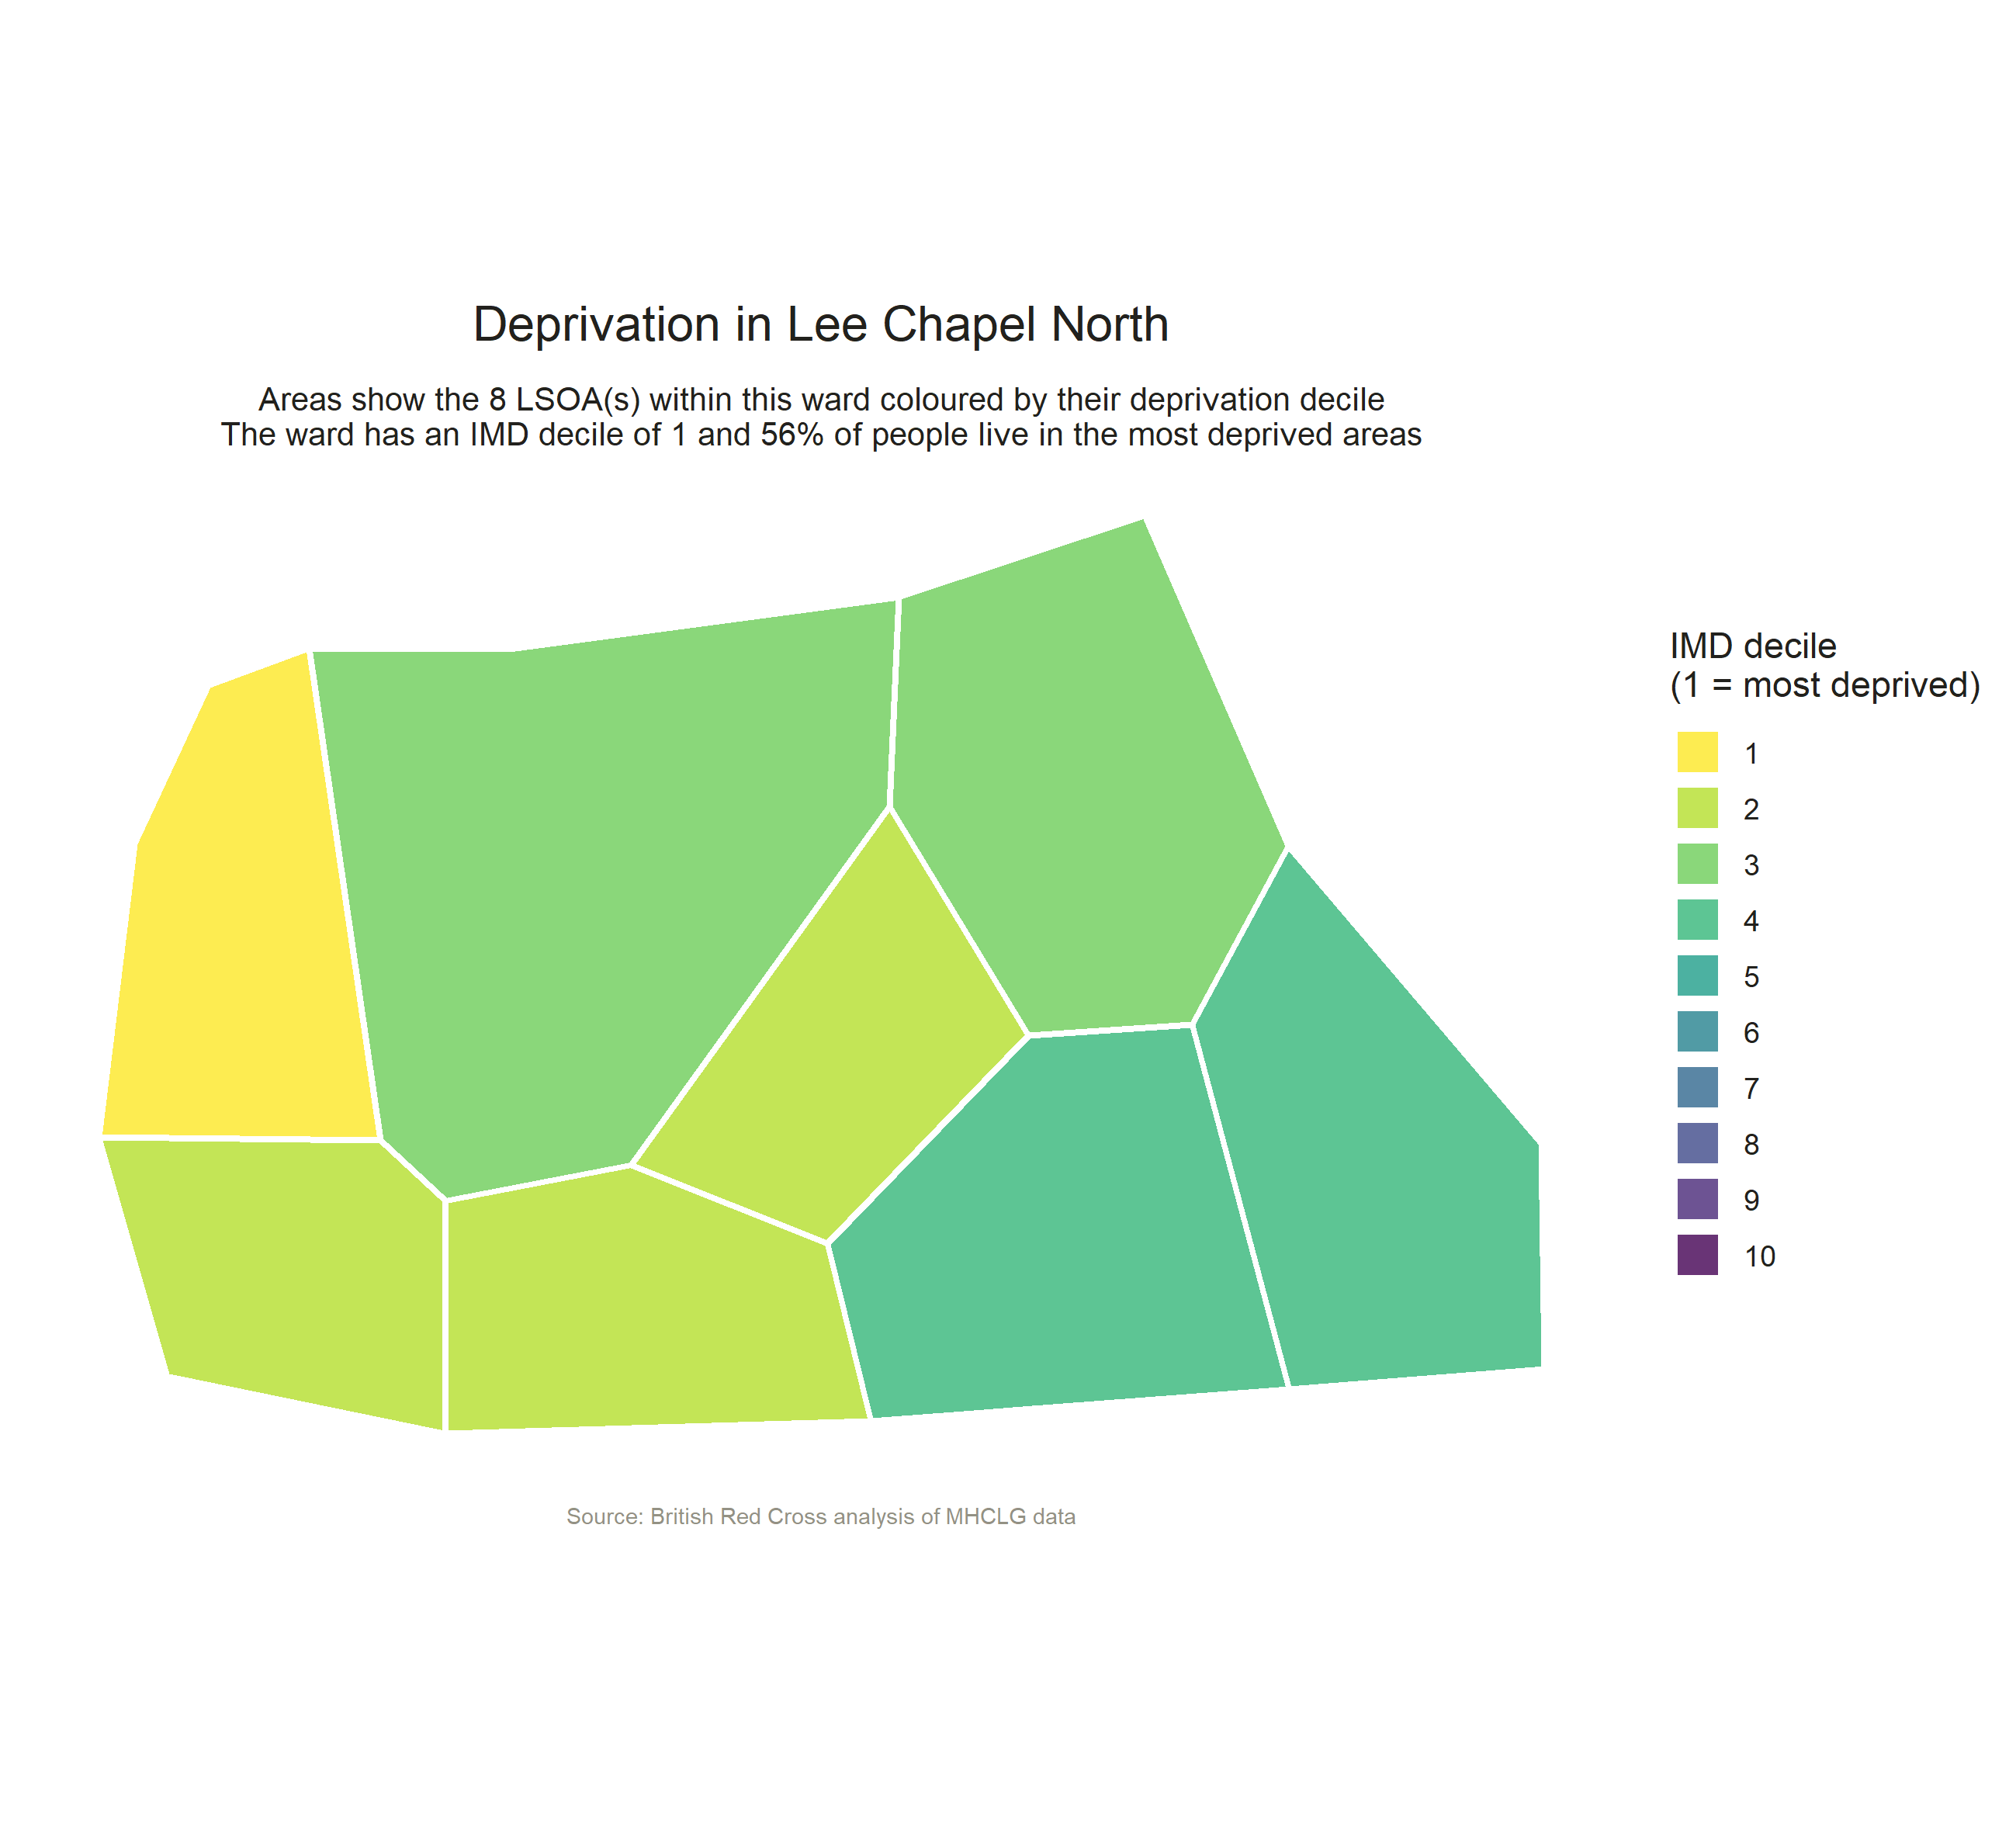 Deprivation in Lee Chapel North
Areas show the 8 LSOA(s) within this ward coloured by their deprivation decile
The ward has an IMD decile of 1 and 56% of people live in the most deprived areas
IMD decile
(1 = most deprived)
1
2
3
4
5
6
7
8
9
10
Source: British Red Cross analysis of MHCLG data